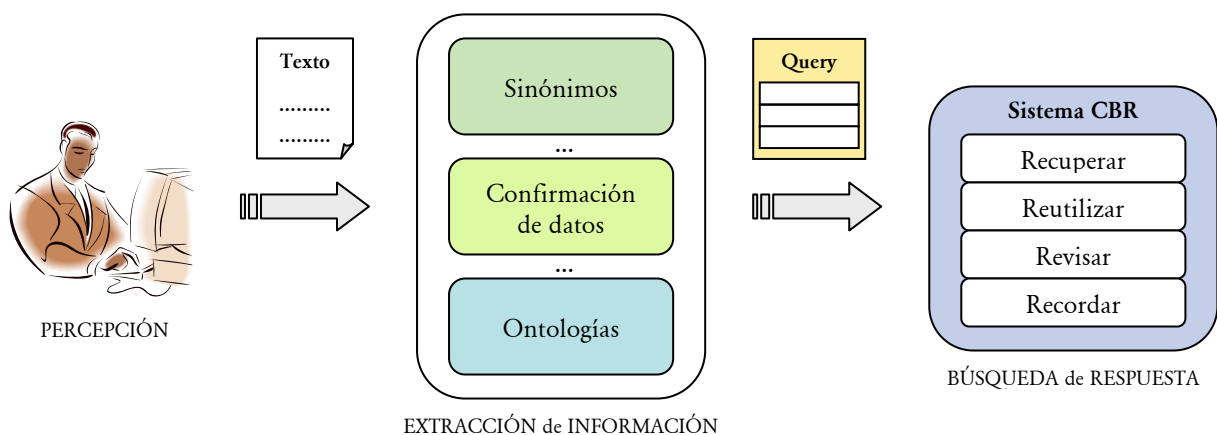 Texto
.........
.........
PERCEPCIÓN
Sinónimos
...
Confirmación
de datos
...
Ontologías
EXTRACCIÓN de INFORMACIÓN
Query
Sistema CBR
Recuperar
Reutilizar
Revisar
Recordar
BÚSQUEDA de RESPUESTA